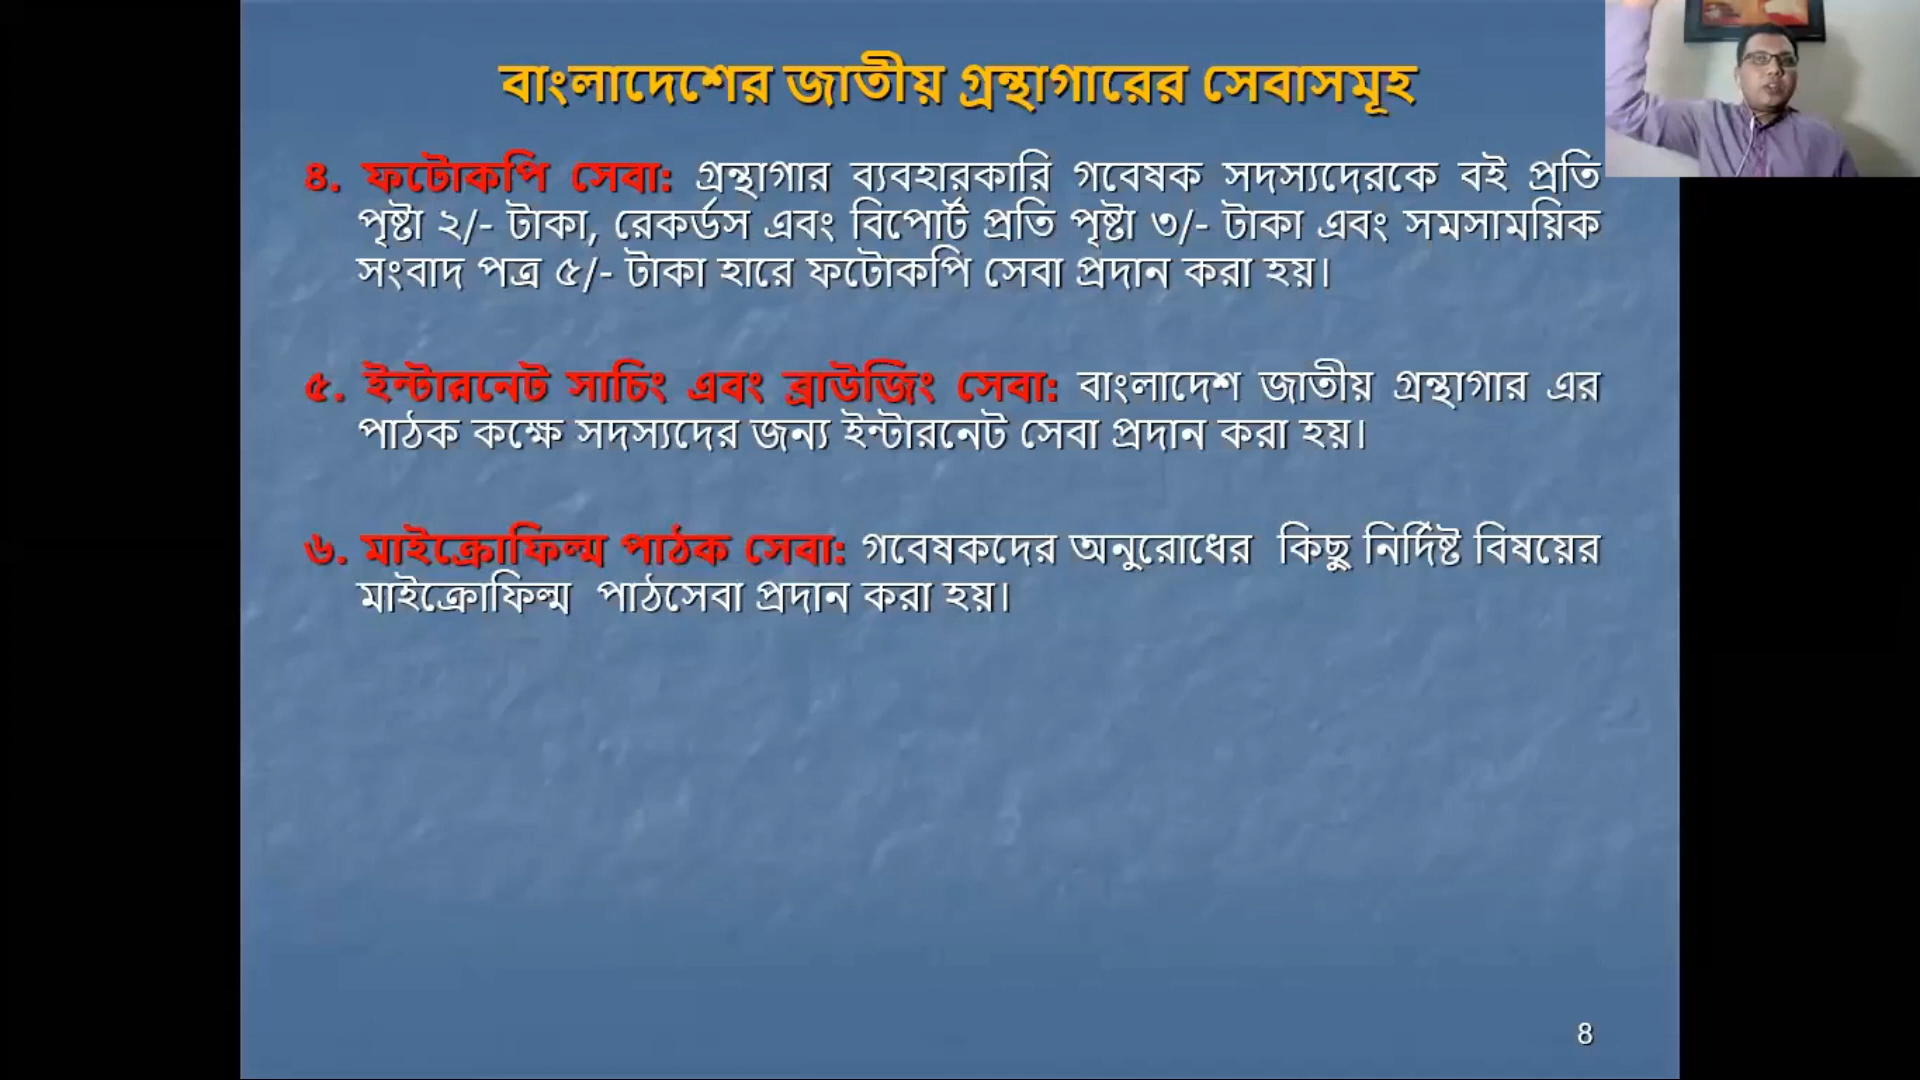 বাংলাদেশের জাতীয় গ্রন্থাগারের সেবাসমূহ
৪. ফটোকপি সেবা: গ্রন্থাগার ব্যবহারকারি গবেষক সদস্যদেরকে বই প্রতি
পৃষ্টা ২/- টাকা, রেকর্ডস এবং বিপোর্ট প্রতি পৃষ্টা ৩/- টাকা এবং সমসাময়িক
সংবাদ পত্র ৫/- টাকা হারে ফটোকপি সেবা প্রদান করা হয়।
৫. ইন্টারনেট সাচিং এবং ব্রাউজিং সেবা: বাংলাদেশ জাতীয় গ্রন্থাগার এর
পাঠক কক্ষে সদস্যদের জন্য ইন্টারনেট সেবা প্রদান করা হয়।
৬. মাইক্রোফিল্ম পাঠক সেবা: গবেষকদের অনুরোধের কিছু নির্দিষ্ট বিষয়ের
মাইক্রোফিল্ম পাঠসেবা প্রদান করা হয়।
8